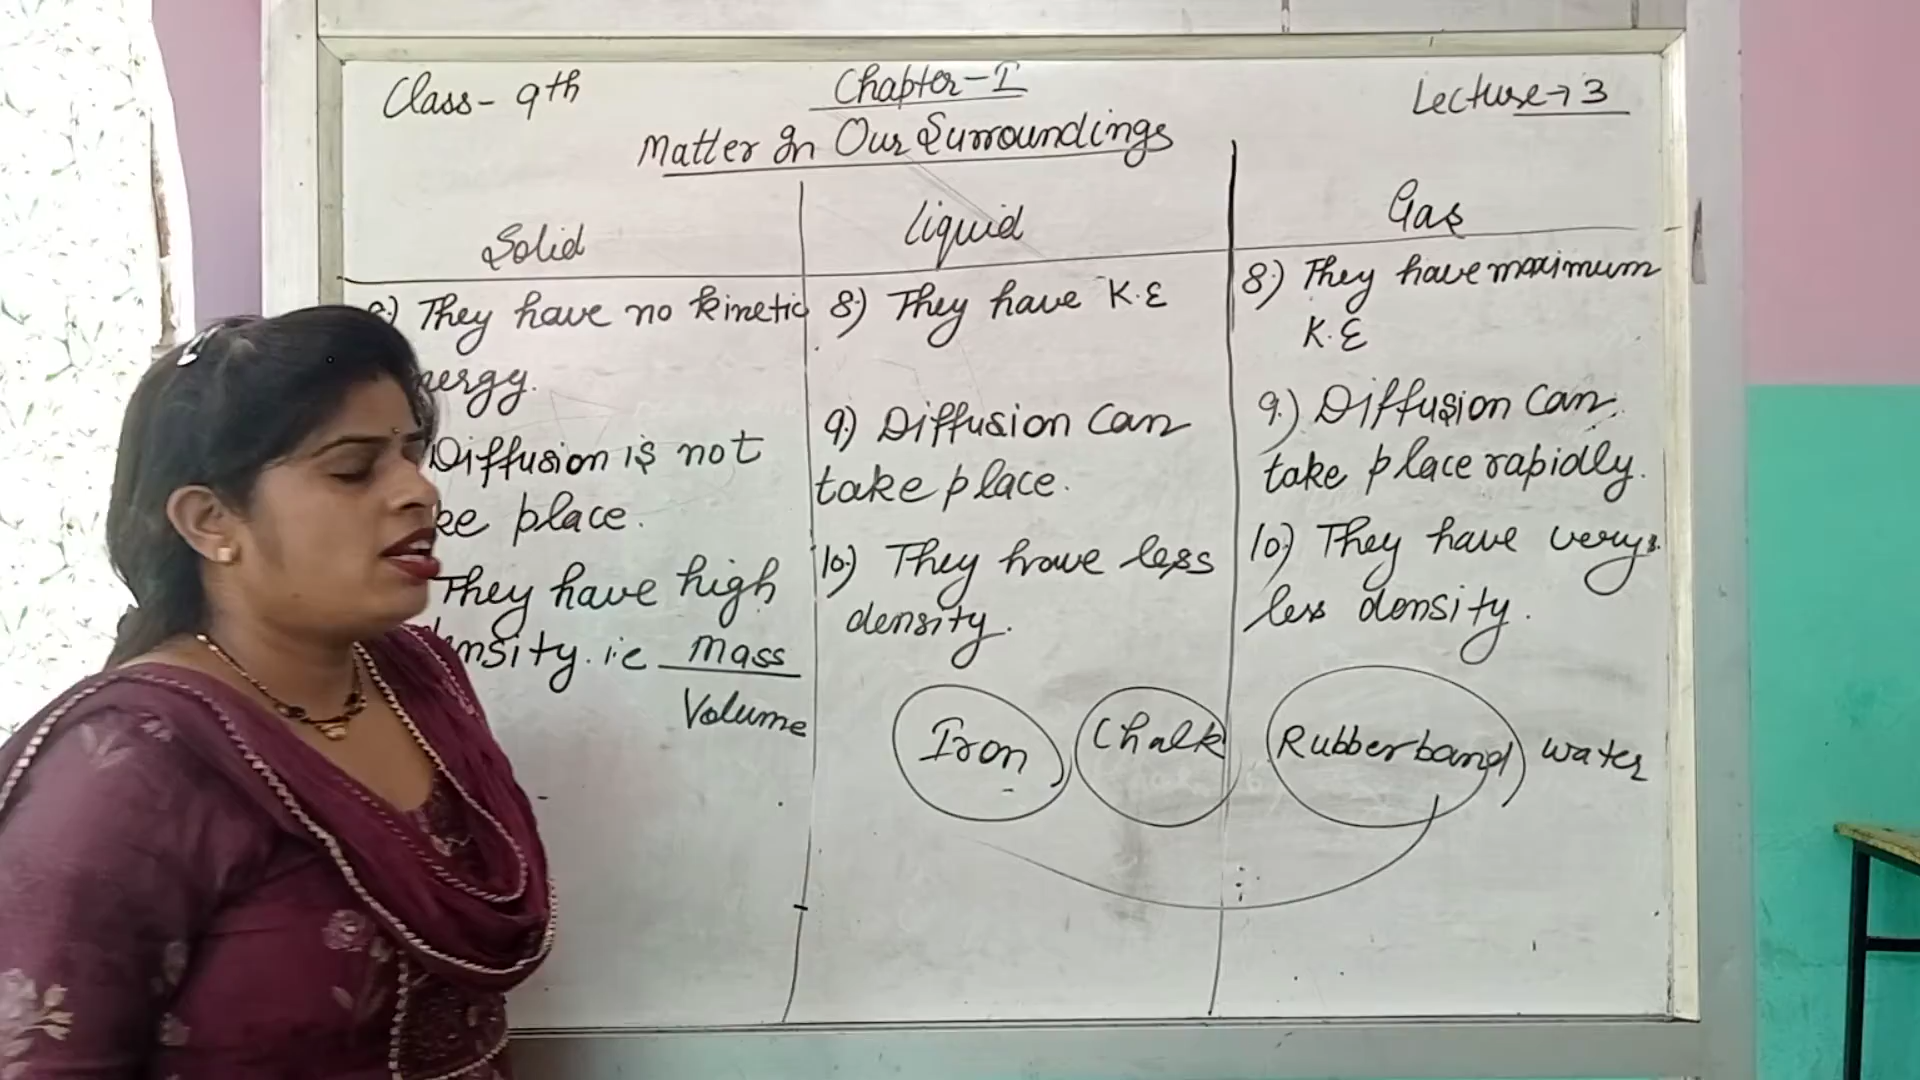 Class- 9th
Chapter-I
Lecture→3
Matter In Our Surroundings
Solid
They have no kinetic
nergy.
Diffusion is not
ke place.
They have high
nsity. i.e Mass
Volume
Liquid
8) They have K.E
9.) Diffusion Can
take place.
10.) They have less
density.
Gas
8.) They have maximum
K.E
9.) Diffusion Can
take place rapidly.
10.) They have very
less density.
Iron Chalk Rubberband water